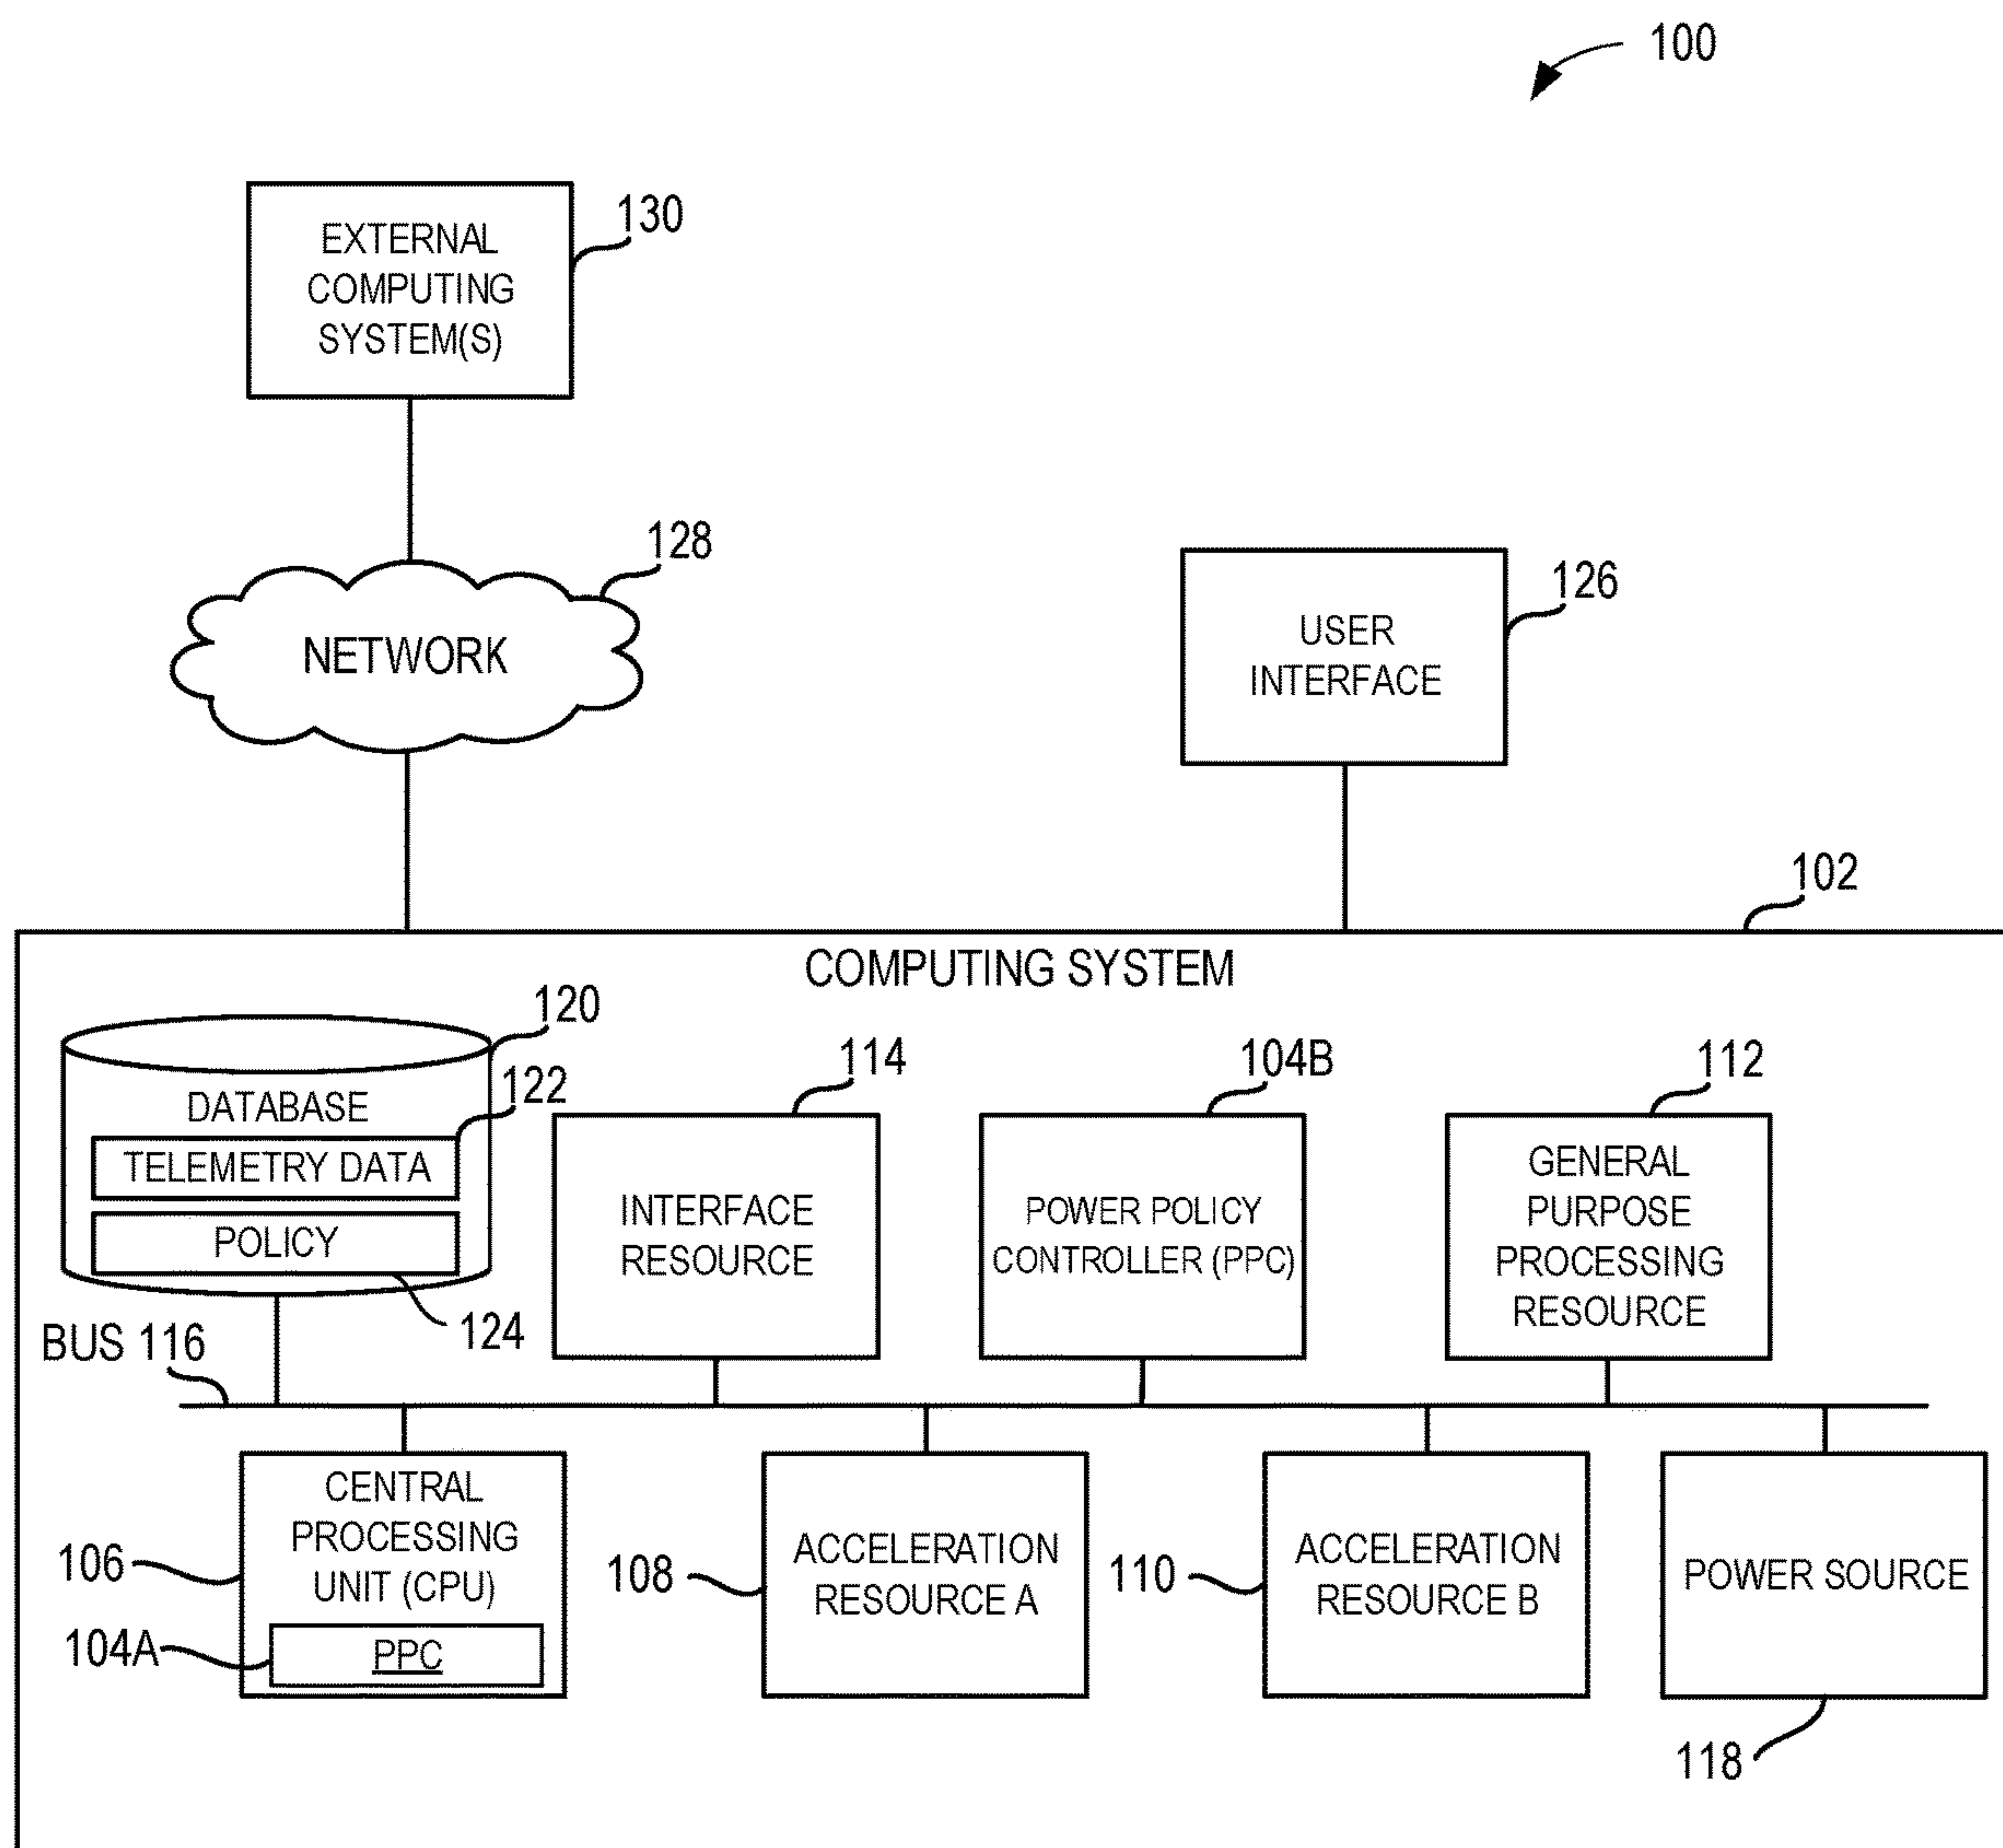 100
EXTERNAL
COMPUTING
SYSTEM(S)
130
NETWORK
128
USER
INTERFACE
126
102
COMPUTING SYSTEM
DATABASE
120
TELEMETRY DATA
122
POLICY
124
INTERFACE
RESOURCE
114
POWER POLICY
CONTROLLER (PPC)
104B
GENERAL
PURPOSE
PROCESSING
RESOURCE
112
BUS 116
CENTRAL
PROCESSING
UNIT (CPU)
106
PPC
104A
ACCELERATION
RESOURCE A
108
ACCELERATION
RESOURCE B
110
POWER SOURCE
118